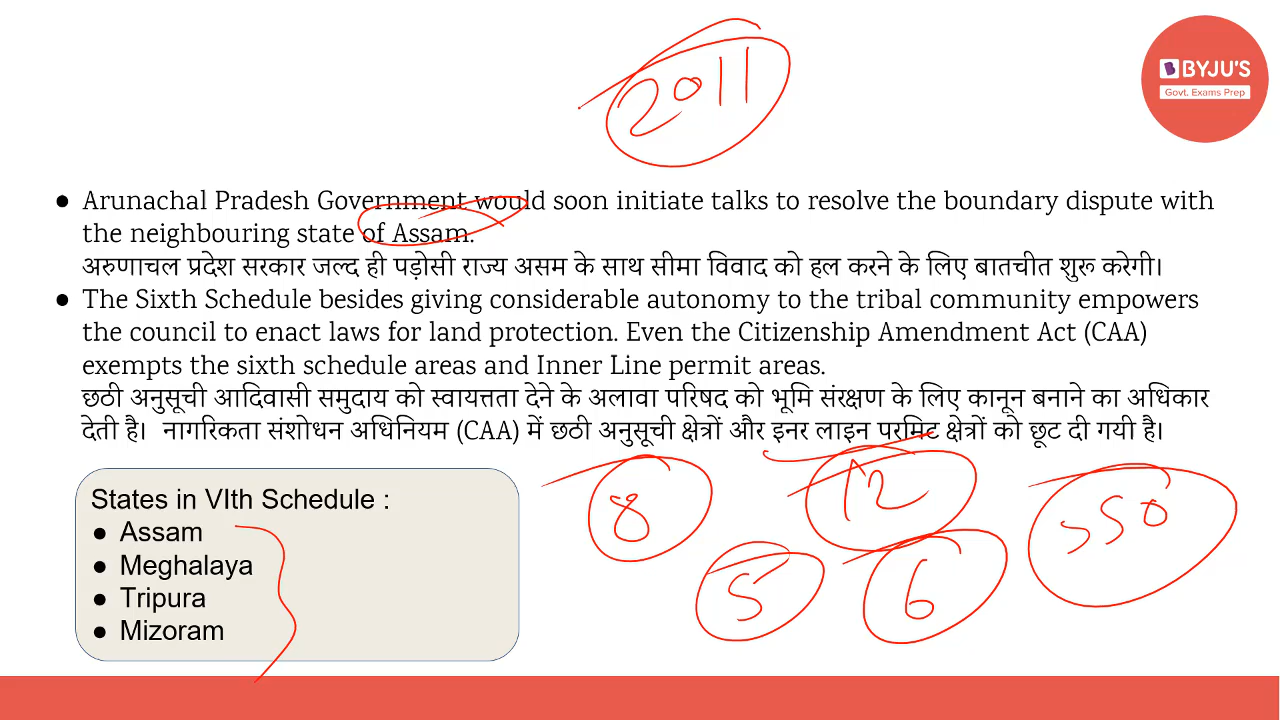 2011
BYJU'S
Govt. Exams Prep
● Arunachal Pradesh Government would soon initiate talks to resolve the boundary dispute with
the neighbouring state of Assam.
अरुणाचल प्रदेश सरकार जल्द ही पड़ोसी राज्य असम के साथ सीमा विवाद को हल करने के लिए बातचीत शुरू करेगी।
● The Sixth Schedule besides giving considerable autonomy to the tribal community empowers
the council to enact laws for land protection. Even the Citizenship Amendment Act (CAA)
exempts the sixth schedule areas and Inner Line permit areas.
छठी अनुसूची आदिवासी समुदाय को स्वायत्तता देने के अलावा परिषद को भूमि संरक्षण के लिए कानून बनाने का अधिकार
देती है। नागरिकता संशोधन अधिनियम (CAA) में छठी अनुसूची क्षेत्रों और इनर लाइन परमिट क्षेत्रों को छूट दी गयी है।
States in VIth Schedule :
● Assam
● Meghalaya
● Tripura
● Mizoram
8
12
>50
5
6